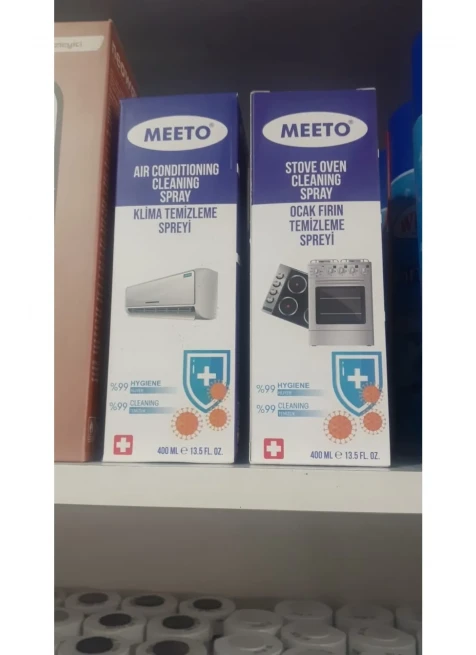 MEETO®
AIR CONDITIONING
CLEANING
SPRAY
KLİMA TEMİZLEME
SPREYİ
%99 HYGIENE
%99 CLEANING
400 ML ℮ 13.5 FL. OZ.
MEETO®
STOVE OVEN
CLEANING
SPRAY
OCAK FIRIN
TEMİZLEME
SPREYİ
%99 HYGIENE
%99 CLEANING
400 ML ℮ 13.5 FL. OZ.